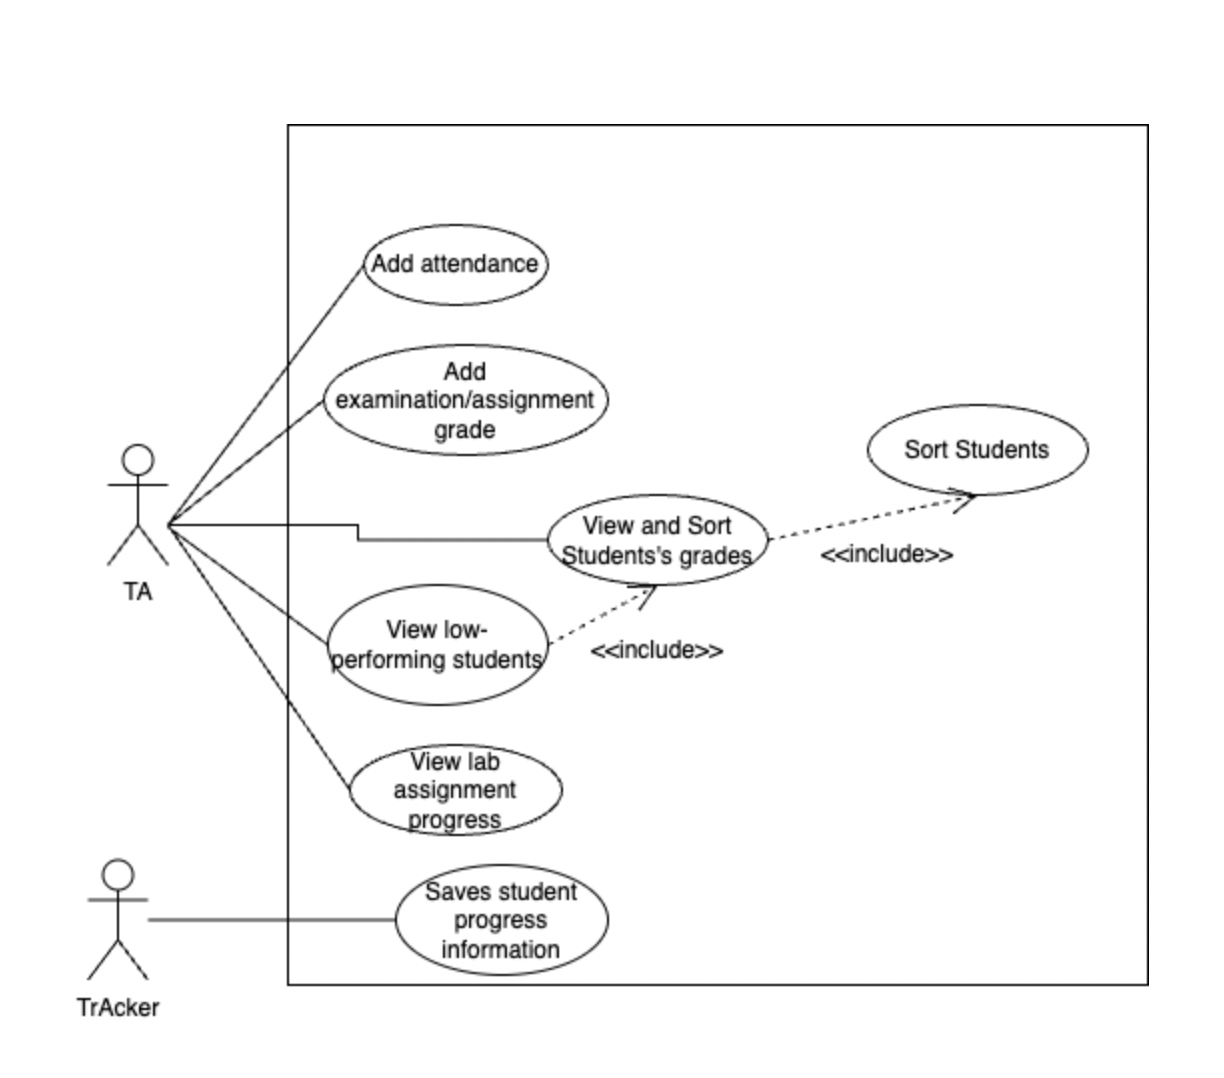 Add attendance
Add
examination/assignment
grade
Sort Students
View and Sort
Students's grades
<<include>>
TA
View low-
performing students
<<include>>
View lab
assignment
progress
Saves student
progress
information
TrAcker